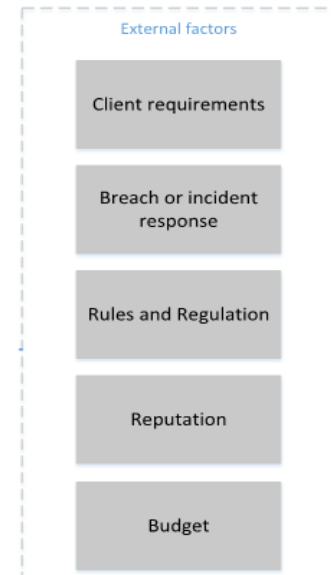 External factors
Client requirements
Breach or incident
response
Rules and Regulation
Reputation
Budget